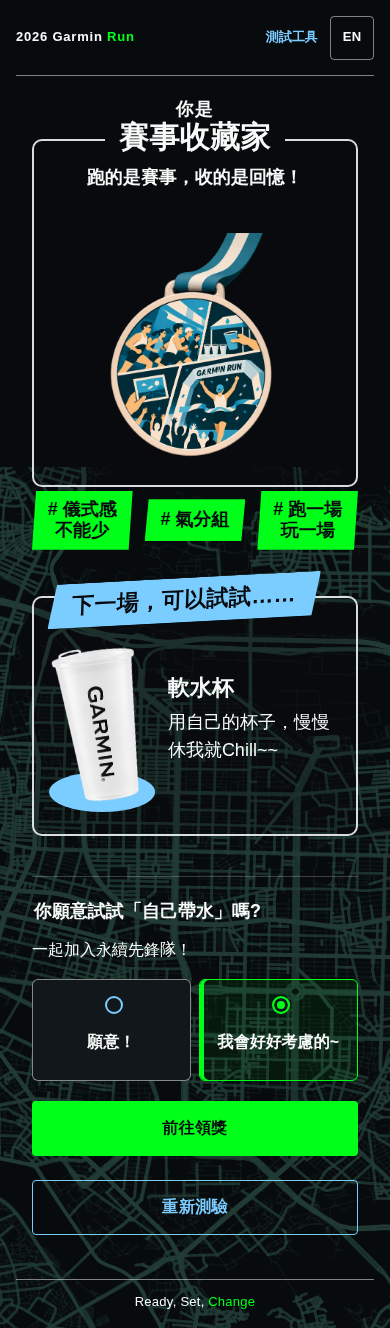 2026 Garmin Run
測試工具
EN
你是
賽事收藏家
跑的是賽事，收的是回憶！
GARMIN RUN
# 儀式感
不能少
# 氣分組
# 跑一場
玩一場
下一場，可以試試……
GARMIN
軟水杯
用自己的杯子，慢慢
休我就Chill~~
你願意試試「自己帶水」嗎?
一起加入永續先鋒隊！
願意！
我會好好考慮的~
前往領獎
重新測驗
Ready, Set, Change